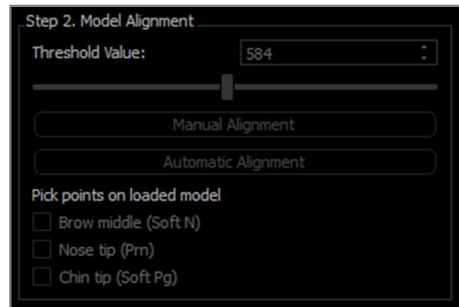 Step 2. Model Alignment
Threshold Value: 584
Manual Alignment
Automatic Alignment
Pick points on loaded model
Brow middle (Soft N)
Nose tip (Prn)
Chin tip (Soft Pg)